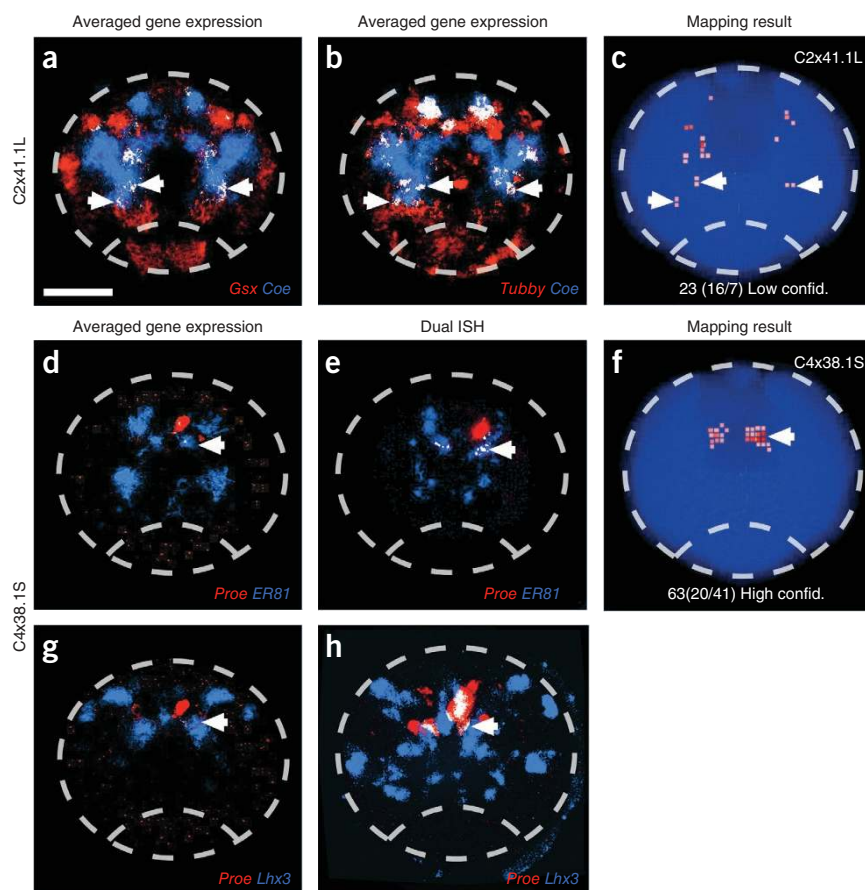 Averaged gene expression
Averaged gene expression
Mapping result
a
b
c
C2x41.1L
C2x41.1L
Gsx Coe
Tubby Coe
23 (16/7) Low confid.
Averaged gene expression
Dual ISH
Mapping result
d
e
f
C4x38.1S
Proe ER81
Proe ER81
63(20/41) High confid.
C4x38.1S
g
h
Proe Lhx3
Proe Lhx3